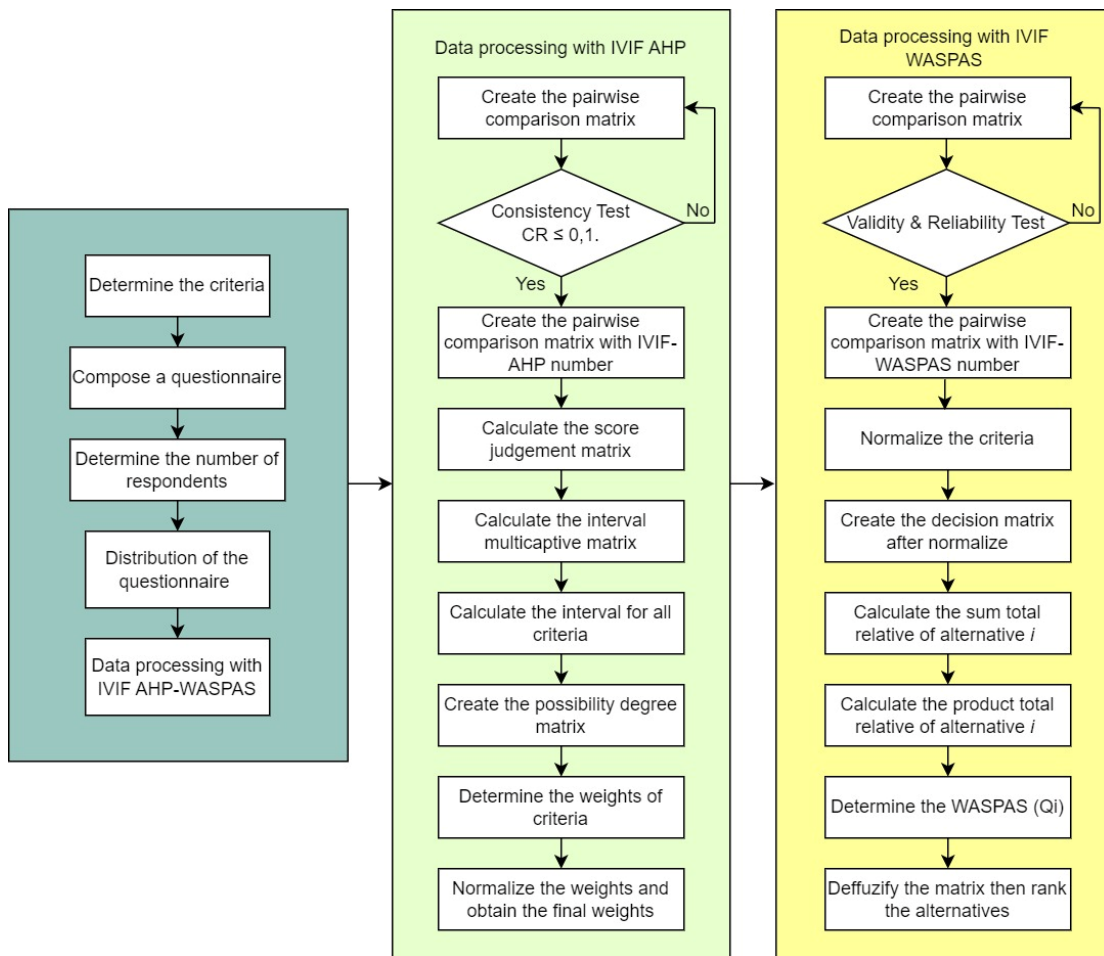 Determine the criteria
Compose a questionnaire
Determine the number of
respondents
Distribution of the
questionnaire
Data processing with
IVIF AHP-WASPAS
Data processing with IVIF AHP
Create the pairwise
comparison matrix
Consistency Test
CR ≤ 0,1.
No
Yes
Create the pairwise
comparison matrix with IVIF-
AHP number
Calculate the score
judgement matrix
Calculate the interval
multicaptive matrix
Calculate the interval for all
criteria
Create the possibility degree
matrix
Determine the weights of
criteria
Normalize the weights and
obtain the final weights
Data processing with IVIF
WASPAS
Create the pairwise
comparison matrix
Validity & Reliability Test
No
Yes
Create the pairwise
comparison matrix with IVIF-
WASPAS number
Normalize the criteria
Create the decision matrix
after normalize
Calculate the sum total
relative of alternative i
Calculate the product total
relative of alternative i
Determine the WASPAS (Qi)
Deffuzify the matrix then rank
the alternatives